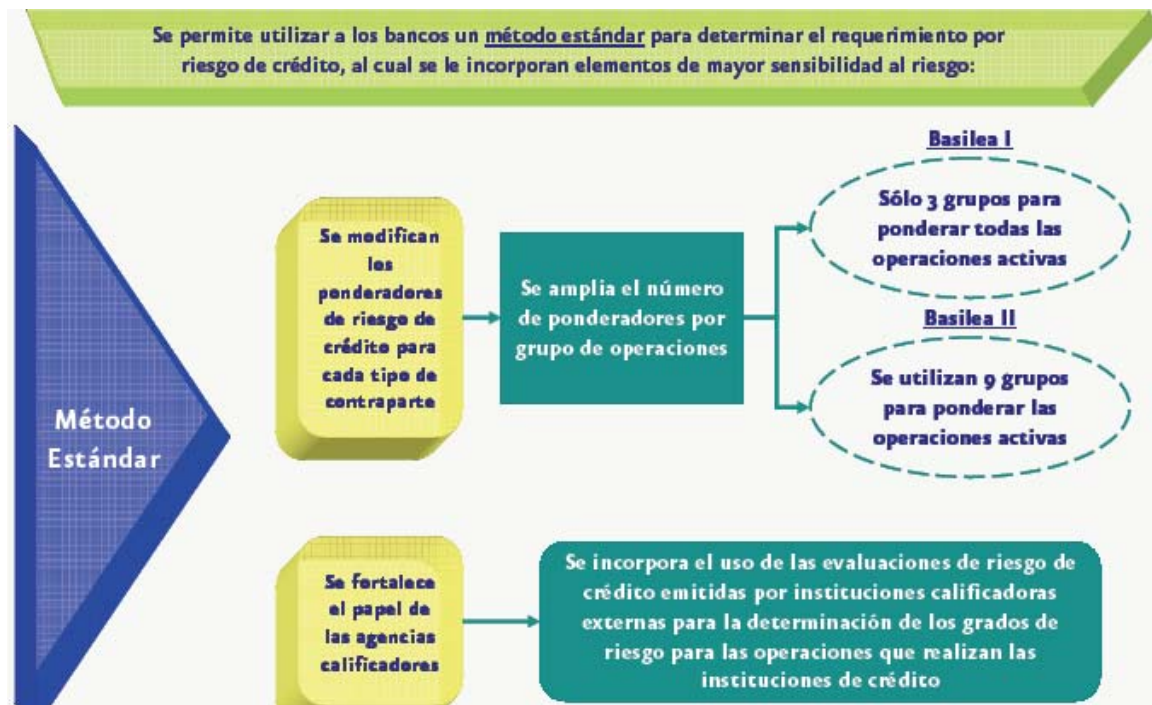 Se permite utilizar a los bancos un método estándar para determinar el requerimiento por
riesgo de crédito, al cual se le incorporan elementos de mayor sensibilidad al riesgo:
Método
Estándar
Se modifican
los
ponderadores
de riesgo de
crédito para
cada tipo de
contraparte
Se amplia el número
de ponderadores por
grupo de operaciones
Basilea I
Sólo 3 grupos para
ponderar todas las
operaciones activas
Basilea II
Se utilizan 9 grupos
para ponderar las
operaciones activas
Se fortalece
el papel de
las agencias
calificadores
Se incorpora el uso de las evaluaciones de riesgo de
crédito emitidas por instituciones calificadoras
externas para la determinación de los grados de
riesgo para las operaciones que realizan las
instituciones de crédito